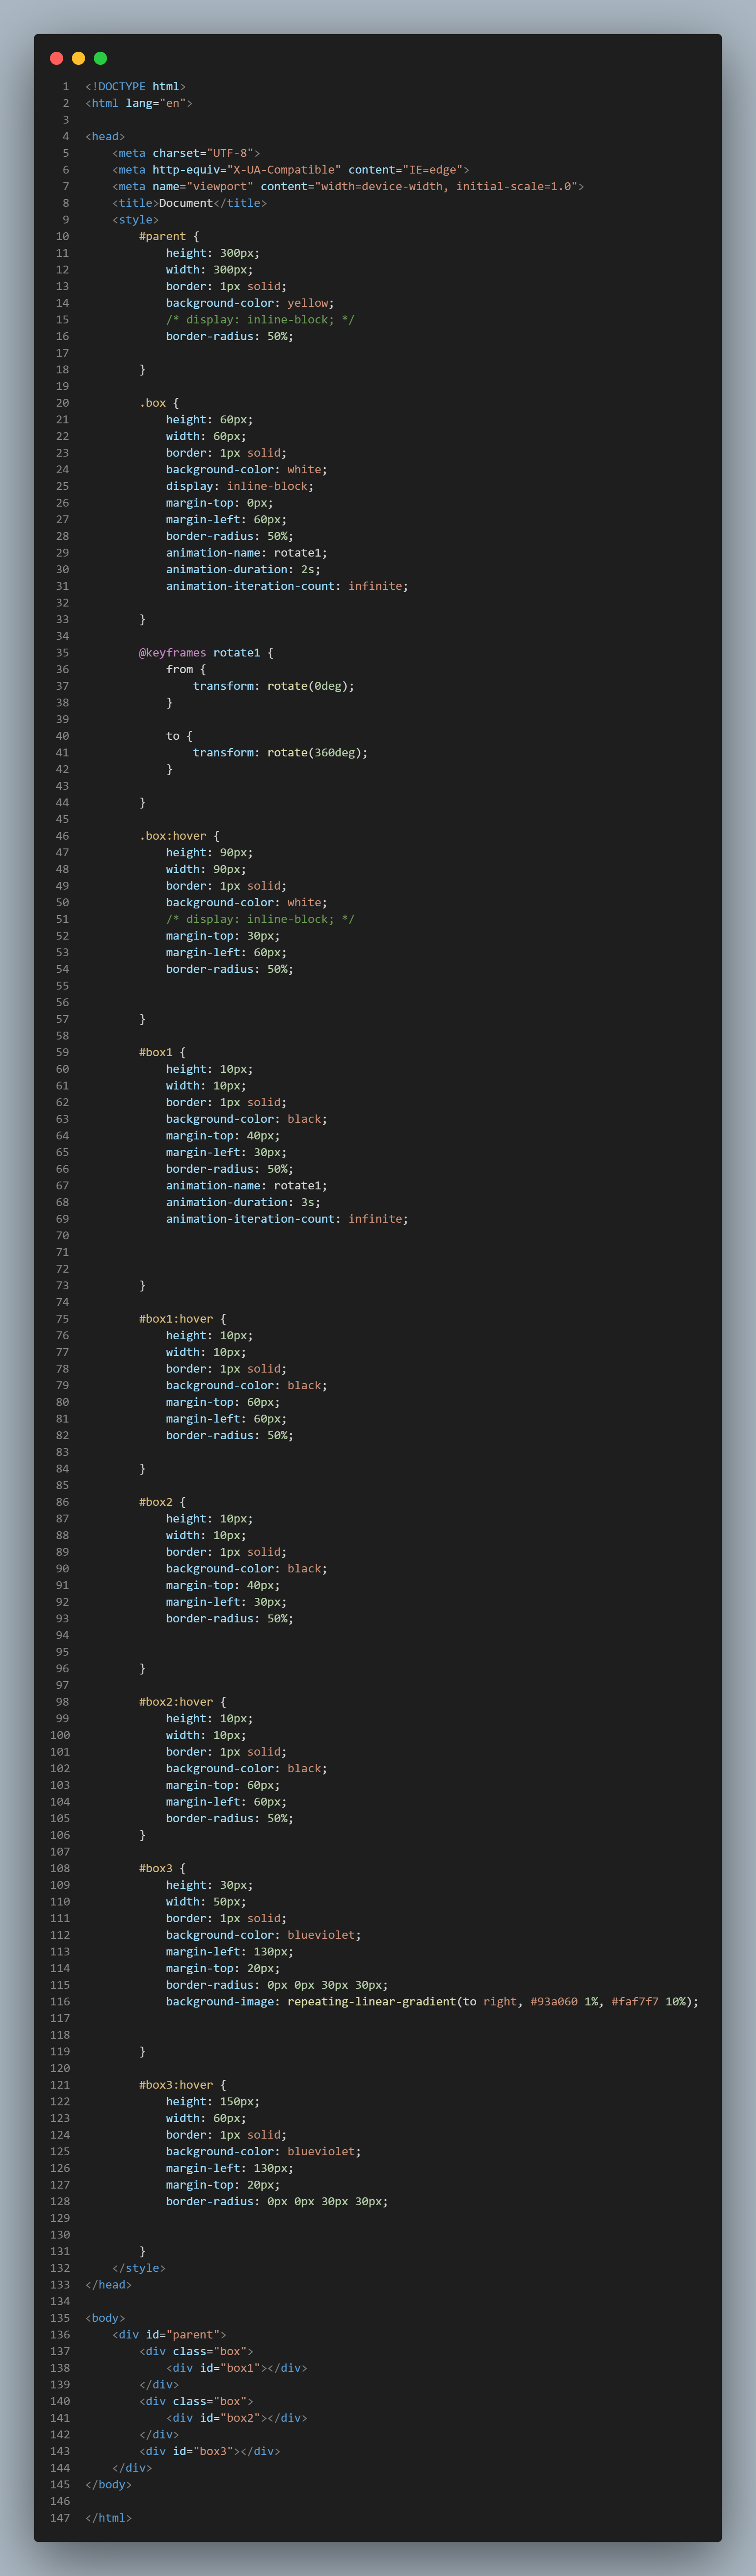 1 <!DOCTYPE html>
2 <html lang="en">
3
4 <head>
5     <meta charset="UTF-8">
6     <meta http-equiv="X-UA-Compatible" content="IE=edge">
7     <meta name="viewport" content="width=device-width, initial-scale=1.0">
8     <title>Document</title>
9     <style>
10         #parent {
11             height: 300px;
12             width: 300px;
13             border: 1px solid;
14             background-color: yellow;
15             /* display: inline-block; */
16             border-radius: 50%;
17
18         }
19
20         .box {
21             height: 60px;
22             width: 60px;
23             border: 1px solid;
24             background-color: white;
25             display: inline-block;
26             margin-top: 0px;
27             margin-left: 60px;
28             border-radius: 50%;
29             animation-name: rotate1;
30             animation-duration: 2s;
31             animation-iteration-count: infinite;
32
33         }
34
35         @keyframes rotate1 {
36             from {
37                 transform: rotate(0deg);
38             }
39
40             to {
41                 transform: rotate(360deg);
42             }
43
44         }
45
46         .box:hover {
47             height: 90px;
48             width: 90px;
49             border: 1px solid;
50             background-color: white;
51             /* display: inline-block; */
52             margin-top: 30px;
53             margin-left: 60px;
54             border-radius: 50%;
55
56
57         }
58
59         #box1 {
60             height: 10px;
61             width: 10px;
62             border: 1px solid;
63             background-color: black;
64             margin-top: 40px;
65             margin-left: 30px;
66             border-radius: 50%;
67             animation-name: rotate1;
68             animation-duration: 3s;
69             animation-iteration-count: infinite;
70
71
72
73         }
74
75         #box1:hover {
76             height: 10px;
77             width: 10px;
78             border: 1px solid;
79             background-color: black;
80             margin-top: 60px;
81             margin-left: 60px;
82             border-radius: 50%;
83
84         }
85
86         #box2 {
87             height: 10px;
88             width: 10px;
89             border: 1px solid;
90             background-color: black;
91             margin-top: 40px;
92             margin-left: 30px;
93             border-radius: 50%;
94
95
96         }
97
98         #box2:hover {
99             height: 10px;
100             width: 10px;
101             border: 1px solid;
102             background-color: black;
103             margin-top: 60px;
104             margin-left: 60px;
105             border-radius: 50%;
106         }
107
108         #box3 {
109             height: 30px;
110             width: 50px;
111             border: 1px solid;
112             background-color: blueviolet;
113             margin-left: 130px;
114             margin-top: 20px;
115             border-radius: 0px 0px 30px 30px;
116             background-image: repeating-linear-gradient(to right, #93a060 1%, #faf7f7 10%);
117
118
119         }
120
121         #box3:hover {
122             height: 150px;
123             width: 60px;
124             border: 1px solid;
125             background-color: blueviolet;
126             margin-left: 130px;
127             margin-top: 20px;
128             border-radius: 0px 0px 30px 30px;
129
130
131         }
132     </style>
133 </head>
134
135 <body>
136     <div id="parent">
137         <div class="box">
138             <div id="box1"></div>
139         </div>
140         <div class="box">
141             <div id="box2"></div>
142         </div>
143         <div id="box3"></div>
144     </div>
145 </body>
146
147 </html>